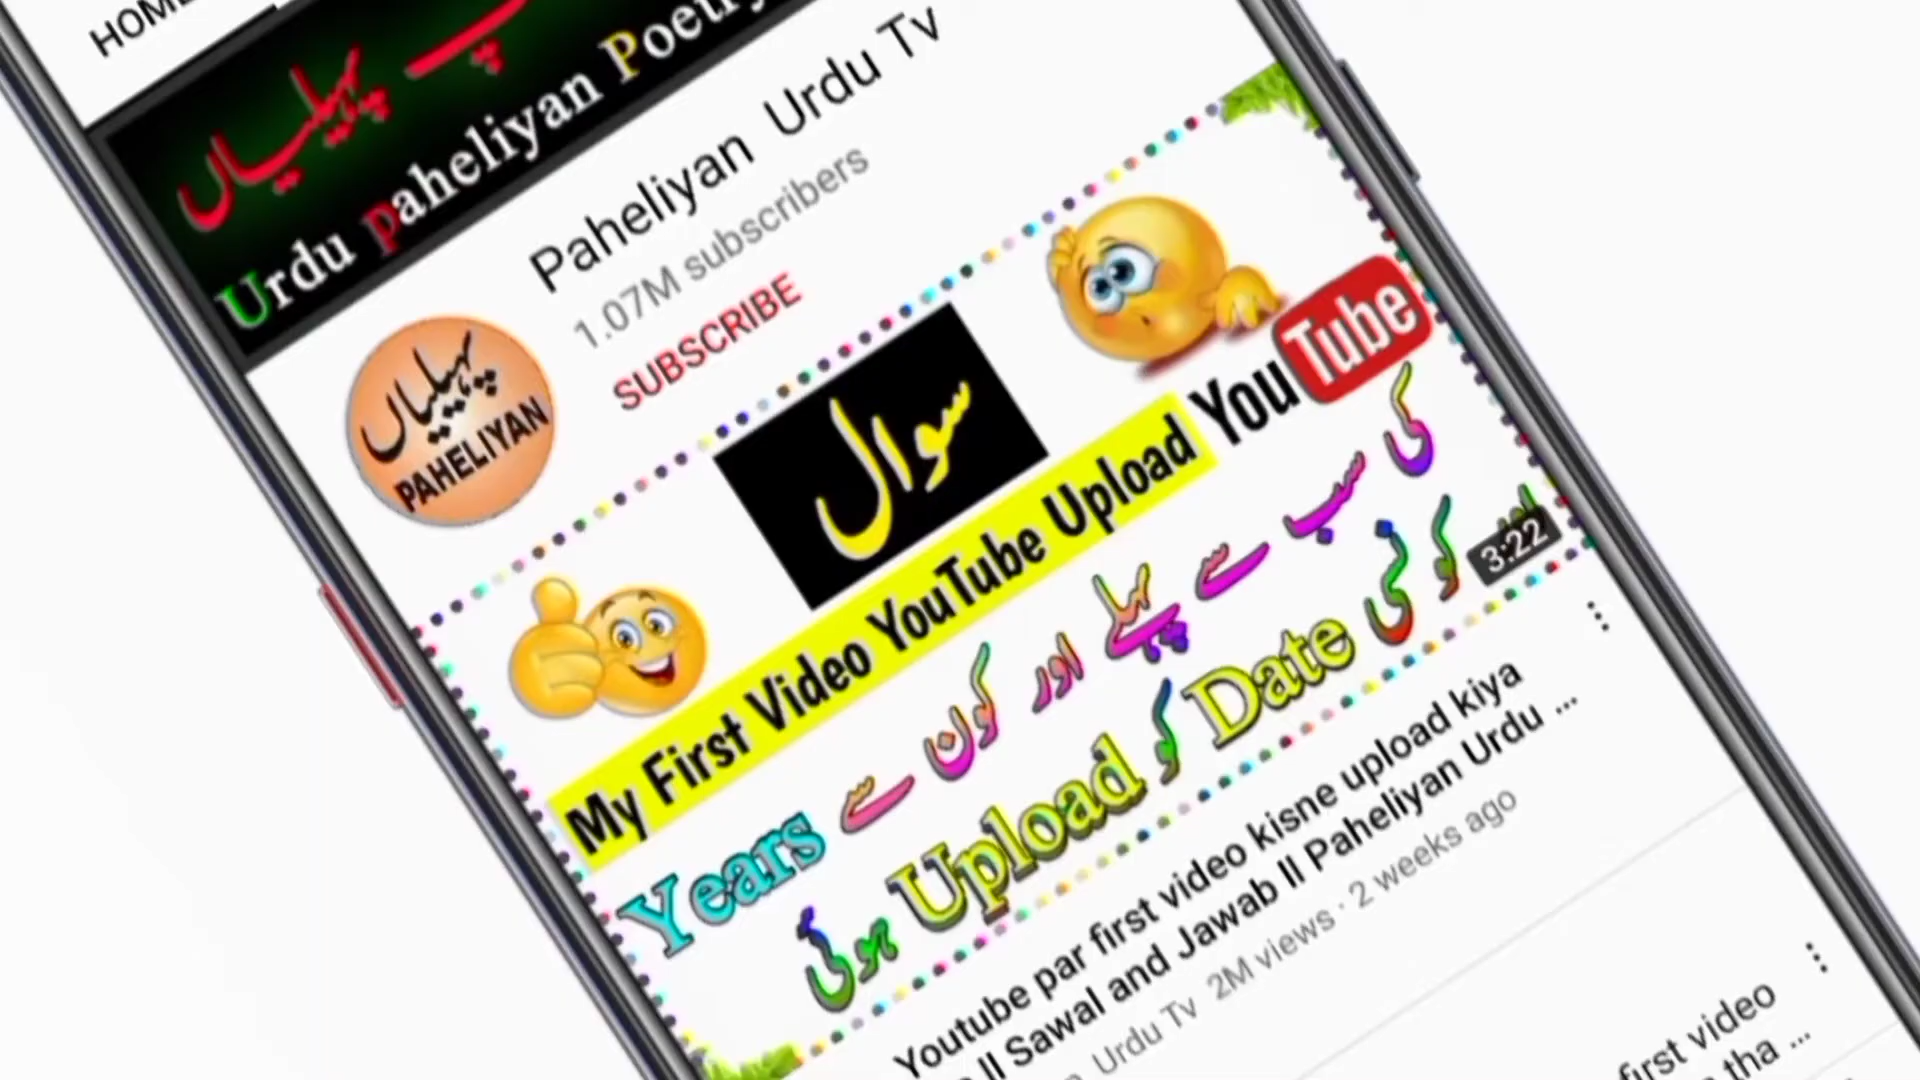 HOME
پہیلیاں
Urdu paheliyan Poetry
Paheliyan Urdu Tv
1.07M subscribers
SUBSCRIBE
پہیلیاں
PAHELIYAN
سوال
My First Video YouTube Upload YouTube
کی سب سے پہلے اور کون سے Years
کو نئی Date کو Upload ہوئی
3:22
Youtube par first video kisne upload kiya
II Sawal and Jawab II Paheliyan Urdu ...
Urdu Tv 2M views · 2 weeks ago
first video
tha ...